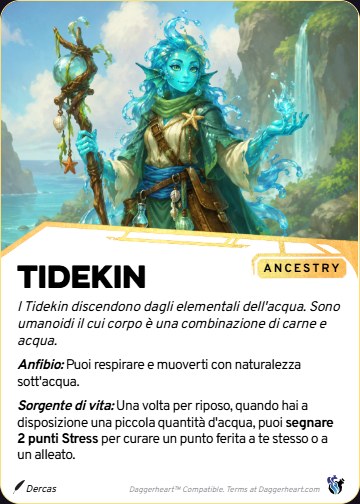 TIDEKIN
ANCESTRY
I Tidekin discendono dagli elementali dell'acqua. Sono
umanoidi il cui corpo è una combinazione di carne e
acqua.
Anfibio: Puoi respirare e muoverti con naturalezza
sott'acqua.
Sorgente di vita: Una volta per riposo, quando hai a
disposizione una piccola quantità d'acqua, puoi segnare
2 punti Stress per curare un punto ferita a te stesso o a
un alleato.
Dercas
Daggerheart™ Compatible. Terms at Daggerheart.com